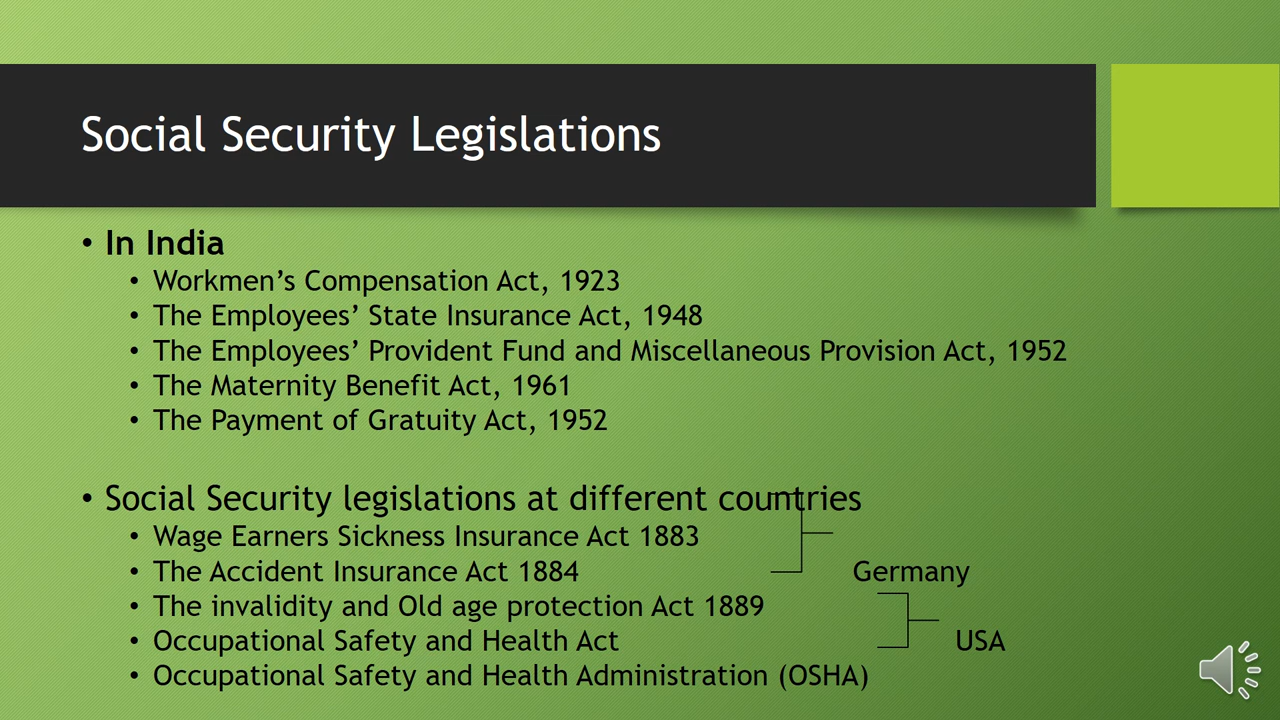 Social Security Legislations
• In India
• Workmen’s Compensation Act, 1923
• The Employees’ State Insurance Act, 1948
• The Employees’ Provident Fund and Miscellaneous Provision Act, 1952
• The Maternity Benefit Act, 1961
• The Payment of Gratuity Act, 1952
• Social Security legislations at different countries
• Wage Earners Sickness Insurance Act 1883
• The Accident Insurance Act 1884 Germany
• The invalidity and Old age protection Act 1889
• Occupational Safety and Health Act USA
• Occupational Safety and Health Administration (OSHA)